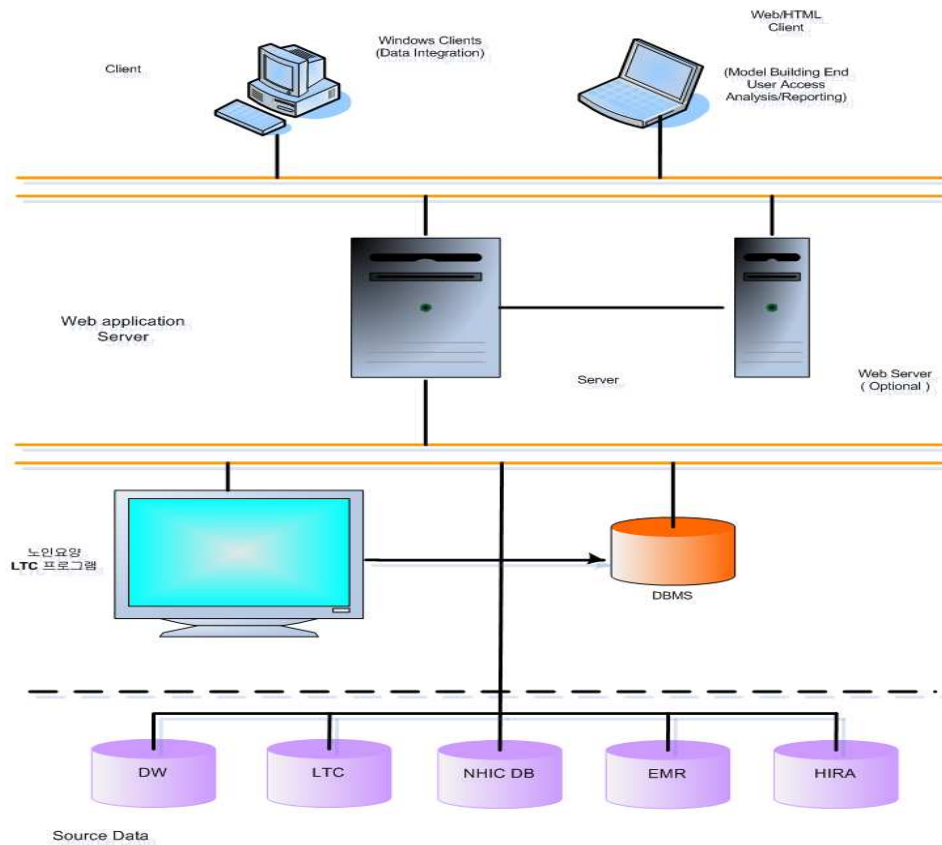 Client
Windows Clients
(Data Integration)
Web/HTML
Client
(Model Building End
User Access
Analysis/Reporting)
Web application
Server
Server
Web Server
( Optional )
노인요양
LTC 프로그램
DBMS
DW
LTC
NHIC DB
EMR
HIRA
Source Data